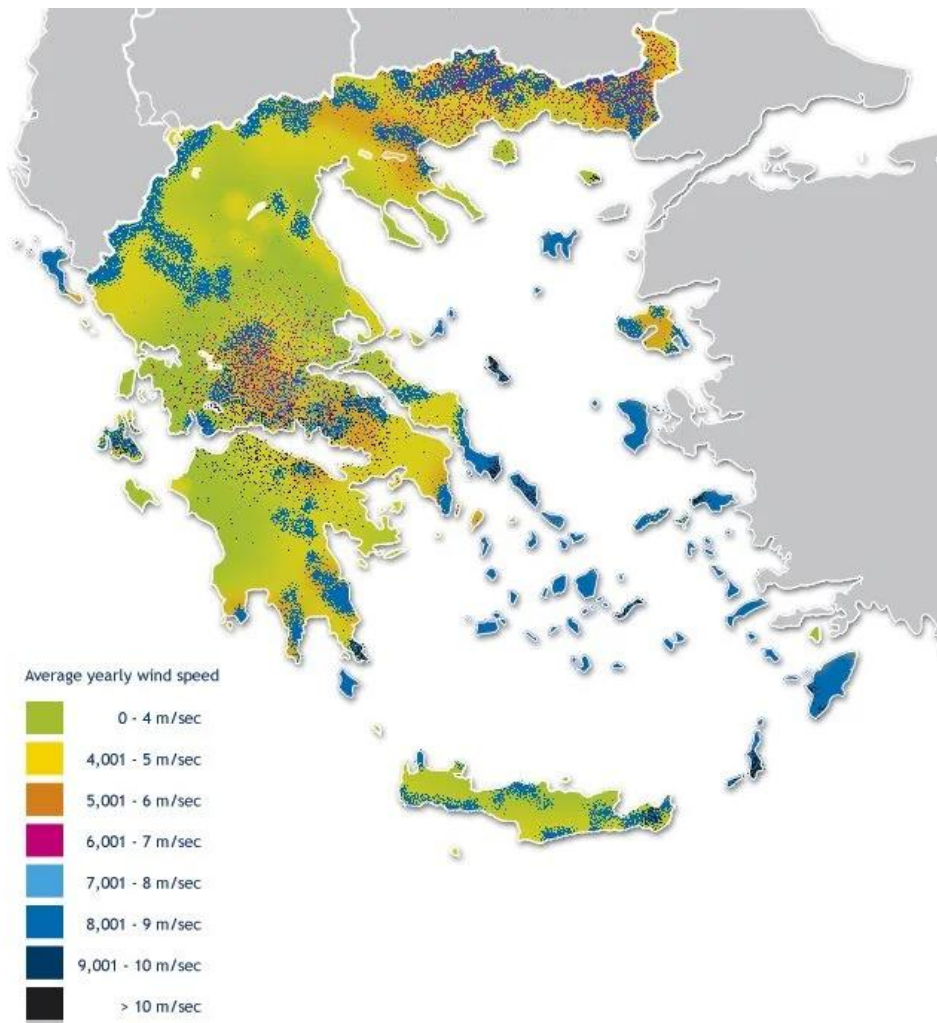 Average yearly wind speed
0 - 4 m/sec
4,001 - 5 m/sec
5,001 - 6 m/sec
6,001 - 7 m/sec
7,001 - 8 m/sec
8,001 - 9 m/sec
9,001 - 10 m/sec
> 10 m/sec